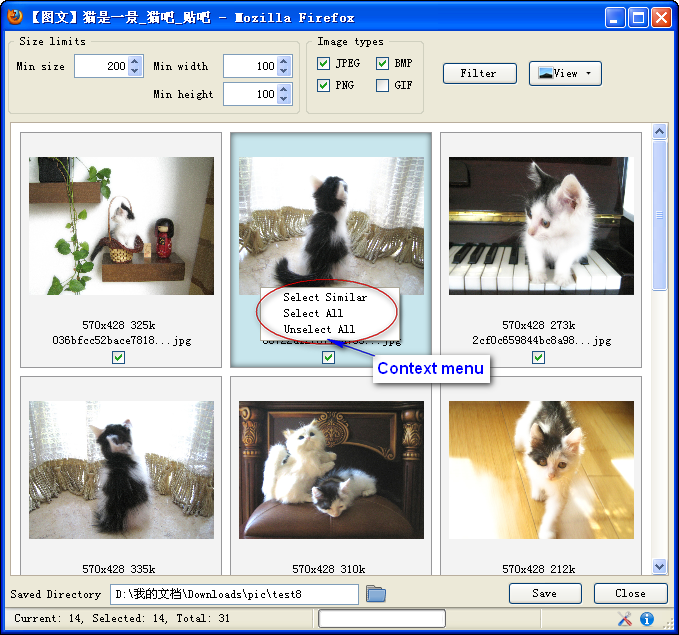 【图文】猫是一景_猫吧_贴吧 - Mozilla Firefox
Size limits
Min size 200 Min width 100
Min height 100
Image types
JPEG BMP
PNG GIF
Filter
View
570x428 325k
036bfcc52bace7818...jpg
Select Similar
Select All
Unselect All
Context menu
570x428 273k
2cf0c659844bc8a98...jpg
570x428 335k
570x428 310k
570x428 212k
Saved Directory D:\我的文档\Downloads\pic\test8
Save Close
Current: 14, Selected: 14, Total: 31